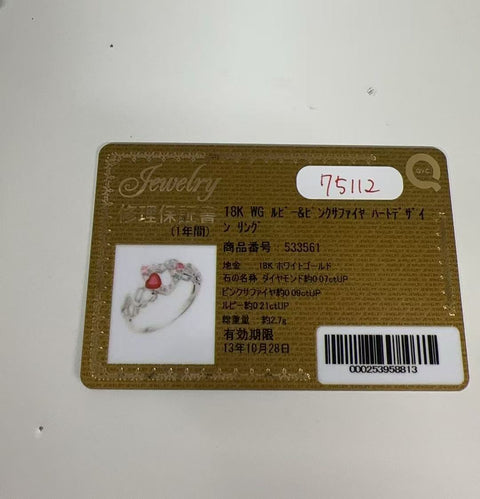 Jewelry
修理保証書
(1年間)
75112
QVC
18K WG ルビー&ピンクサファイヤ ハートデザイ
ン リング
商品番号: 533561
地金 18K ホワイトゴールド
石の名称 ダイヤモンド約0.07ctUP
ピンクサファイヤ約0.09ctUP
ルビー約0.21ctUP
総重量 約2.7g
有効期限
13年10月28日
000253958813